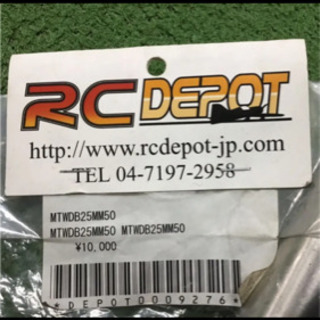 RC DEPOT
http://www.rcdepot-jp.com
TEL 04-7197-2958
MTWDB25MM50
MTWDB25MM50 MTWDB25MM50
¥10,000
*DEPOT0009276*